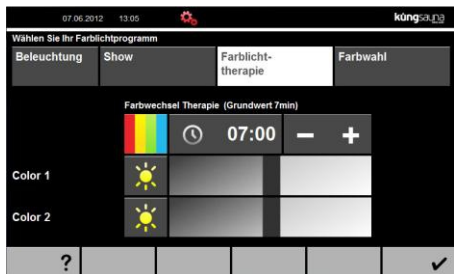 07.06.2012 13:05 küngsauna
Wählen Sie Ihr Farblichtprogramm
Beleuchtung Show Farblicht- Farbwahl
therapie
Farbwechsel Therapie (Grundwert 7min)
07:00 − +
Color 1
Color 2
?